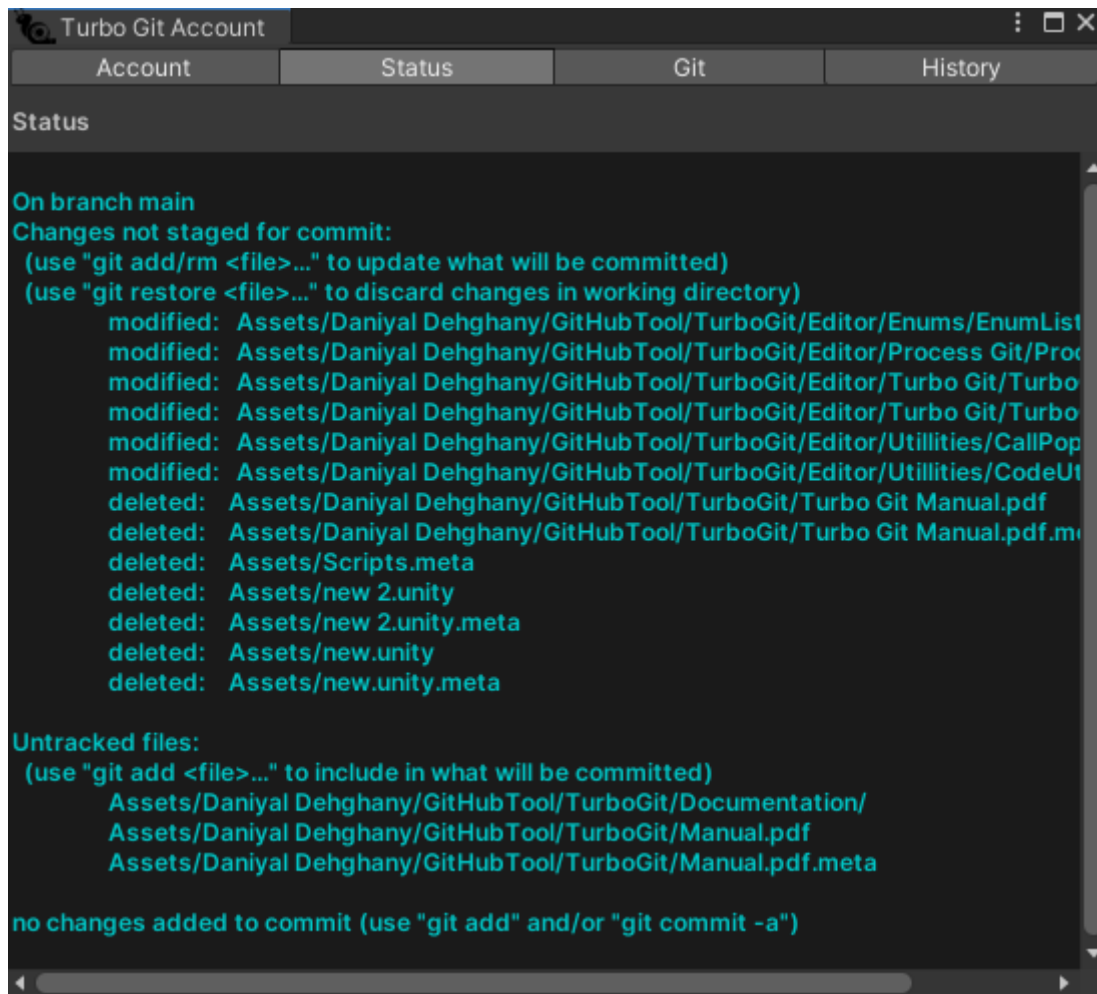 Turbo Git Account
Account Status Git History
Status
On branch main
Changes not staged for commit:
(use "git add/rm <file>..." to update what will be committed)
(use "git restore <file>..." to discard changes in working directory)
modified: Assets/Daniyal Dehghany/GitHubTool/TurboGit/Editor/Enums/EnumList
modified: Assets/Daniyal Dehghany/GitHubTool/TurboGit/Editor/Process Git/Proc
modified: Assets/Daniyal Dehghany/GitHubTool/TurboGit/Editor/Turbo Git/Turbo
modified: Assets/Daniyal Dehghany/GitHubTool/TurboGit/Editor/Turbo Git/Turbo
modified: Assets/Daniyal Dehghany/GitHubTool/TurboGit/Editor/Utillities/CallPop
modified: Assets/Daniyal Dehghany/GitHubTool/TurboGit/Editor/Utillities/CodeUt
deleted: Assets/Daniyal Dehghany/GitHubTool/TurboGit/Turbo Git Manual.pdf
deleted: Assets/Daniyal Dehghany/GitHubTool/TurboGit/Turbo Git Manual.pdf.m
deleted: Assets/Scripts.meta
deleted: Assets/new 2.unity
deleted: Assets/new 2.unity.meta
deleted: Assets/new.unity
deleted: Assets/new.unity.meta
Untracked files:
(use "git add <file>..." to include in what will be committed)
Assets/Daniyal Dehghany/GitHubTool/TurboGit/Documentation/
Assets/Daniyal Dehghany/GitHubTool/TurboGit/Manual.pdf
Assets/Daniyal Dehghany/GitHubTool/TurboGit/Manual.pdf.meta
no changes added to commit (use "git add" and/or "git commit -a")